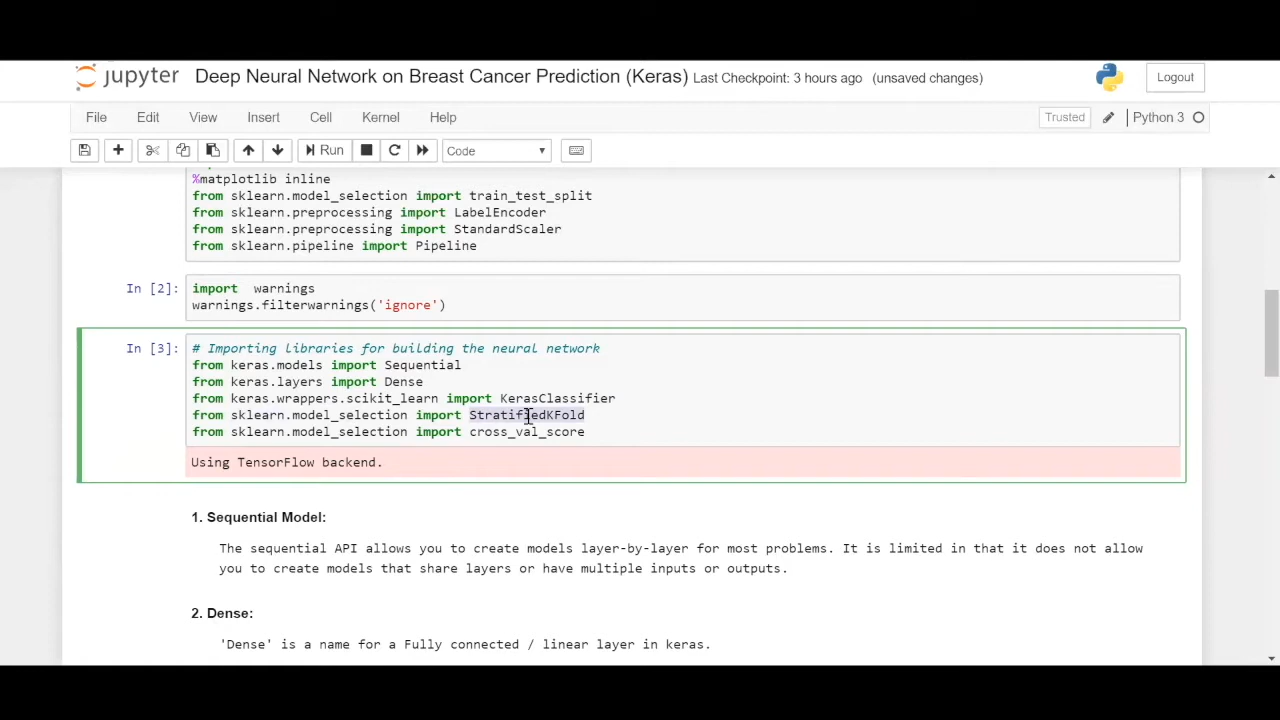 jupyter Deep Neural Network on Breast Cancer Prediction (Keras) Last Checkpoint: 3 hours ago (unsaved changes) Logout
File Edit View Insert Cell Kernel Help Trusted Python 3
Run Code
%matplotlib inline
from sklearn.model_selection import train_test_split
from sklearn.preprocessing import LabelEncoder
from sklearn.preprocessing import StandardScaler
from sklearn.pipeline import Pipeline
In [2]: import  warnings
warnings.filterwarnings('ignore')
In [3]: # Importing libraries for building the neural network
from keras.models import Sequential
from keras.layers import Dense
from keras.wrappers.scikit_learn import KerasClassifier
from sklearn.model_selection import StratifiedKFold
from sklearn.model_selection import cross_val_score
Using TensorFlow backend.
1. Sequential Model:
The sequential API allows you to create models layer-by-layer for most problems. It is limited in that it does not allow
you to create models that share layers or have multiple inputs or outputs.
2. Dense:
'Dense' is a name for a Fully connected / linear layer in keras.